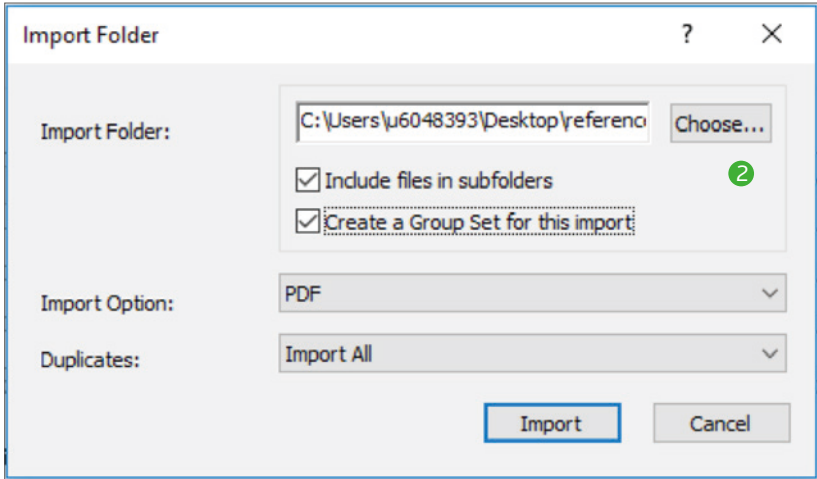 Import Folder
?
Import Folder:
C:\Users\u6048393\Desktop\referenc
Choose...
Include files in subfolders
2
Create a Group Set for this import
Import Option:
PDF
Duplicates:
Import All
Import
Cancel